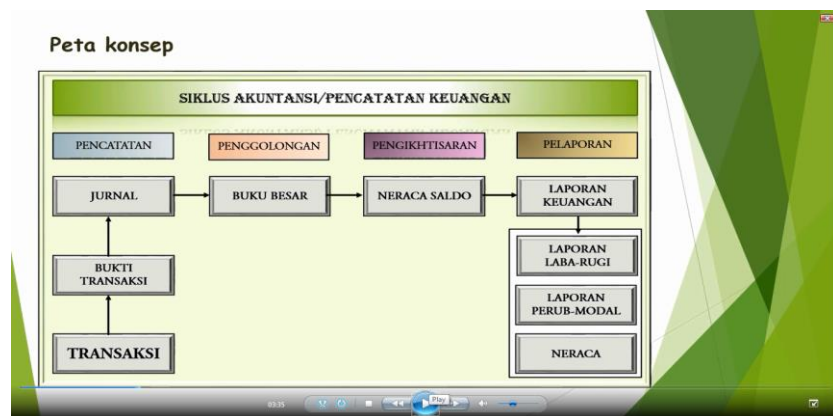 Peta konsep
SIKLUS AKUNTANSI/PENCATATAN KEUANGAN
PENCATATAN
PENGGOLONGAN
PENGIKHTISARAN
PELAPORAN
JURNAL
BUKU BESAR
NERACA SALDO
LAPORAN
KEUANGAN
BUKTI
TRANSAKSI
LAPORAN
LABA-RUGI
LAPORAN
PERUB-MODAL
TRANSAKSI
NERACA
03:35
Play